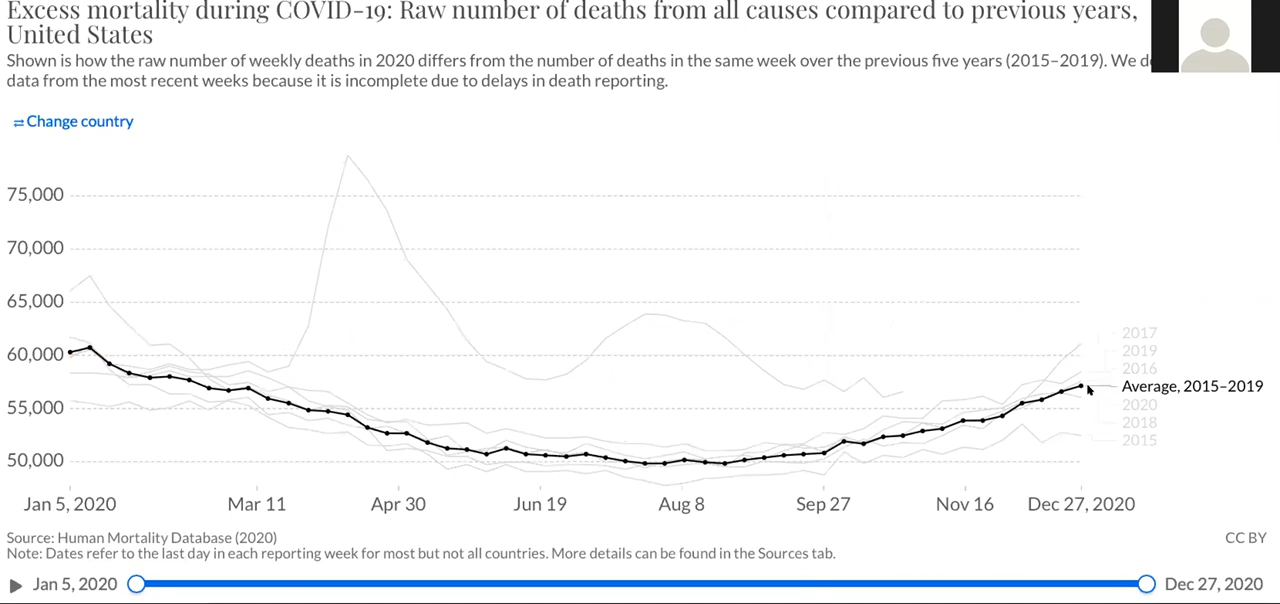 Excess mortality during COVID-19: Raw number of deaths from all causes compared to previous years,
United States
Shown is how the raw number of weekly deaths in 2020 differs from the number of deaths in the same week over the previous five years (2015–2019). We
data from the most recent weeks because it is incomplete due to delays in death reporting.
⇄ Change country
75,000
70,000
65,000
60,000
55,000
50,000
2017
2019
2016
Average, 2015–2019
2020
2018
2015
Jan 5, 2020
Mar 11
Apr 30
Jun 19
Aug 8
Sep 27
Nov 16
Dec 27, 2020
Source: Human Mortality Database (2020)
CC BY
Note: Dates refer to the last day in each reporting week for most but not all countries. More details can be found in the Sources tab.
Jan 5, 2020
Dec 27, 2020